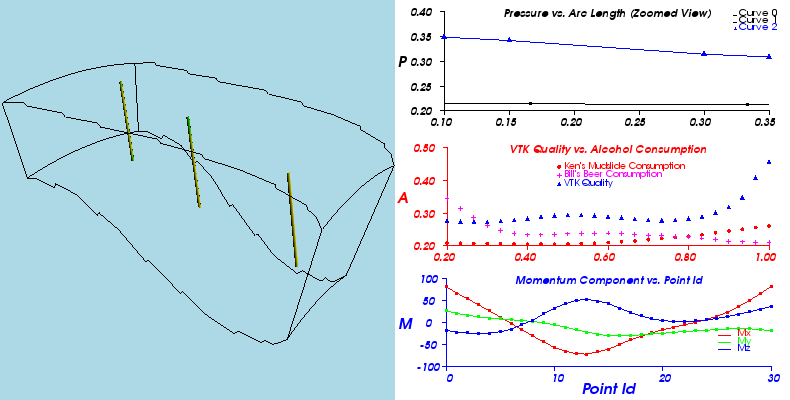 Pressure vs. Arc Length (Zoomed View)
Curve 0
Curve 1
Curve 2
P
0.40
0.35
0.30
0.25
0.20
0.10 0.15 0.20 0.25 0.30 0.35
VTK Quality vs. Alcohol Consumption
Ken's Mudslide Consumption
Bill's Beer Consumption
VTK Quality
A
0.50
0.40
0.30
0.20
0.20 0.40 0.60 0.80 1.00
Momentum Component vs. Point Id
M
100
50
0
-50
-100
Mx
My
Mz
0 10 20 30
Point Id